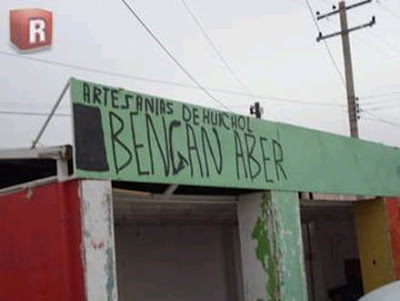 R
ARTESANIAS DE HUICHOL
BENGAN ABER